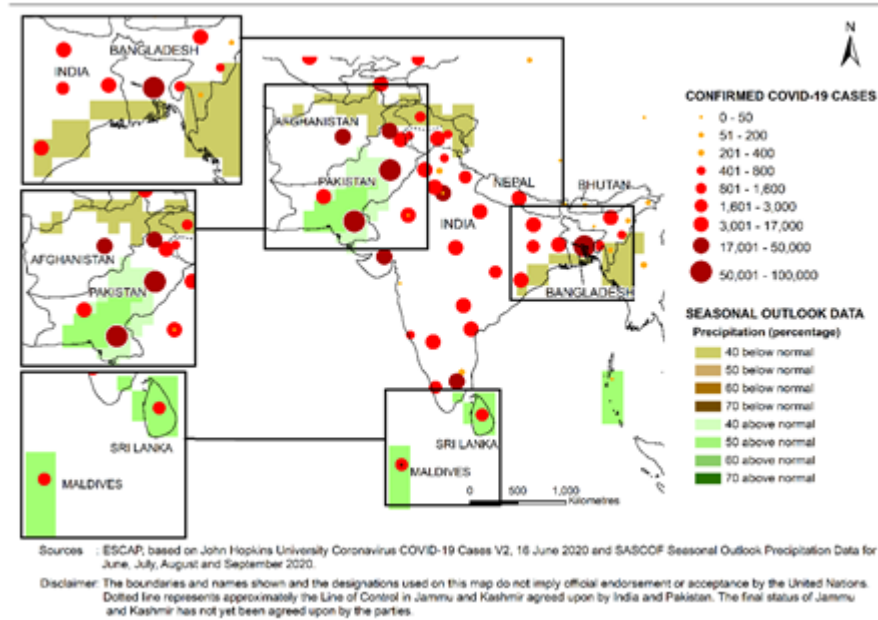 BANGLADESH
INDIA
AFGHANISTAN
PAKISTAN
SRI LANKA
MALDIVES
AFGHANISTAN
PAKISTAN
INDIA
NEPAL
BHUTAN
BANGLADESH
SRI LANKA
MALDIVES
0 500 1,000
Kilometres
N
CONFIRMED COVID-19 CASES
0 - 50
51 - 200
201 - 400
401 - 800
801 - 1,600
1,601 - 3,000
3,001 - 17,000
17,001 - 50,000
50,001 - 100,000
SEASONAL OUTLOOK DATA
Precipitation (percentage)
40 below normal
50 below normal
60 below normal
70 below normal
40 above normal
50 above normal
60 above normal
70 above normal
Sources : ESCAP, based on John Hopkins University Coronavirus COVID-19 Cases V2, 16 June 2020 and SASCOF Seasonal Outlook Precipitation Data for
June, July, August and September 2020.
Disclaimer: The boundaries and names shown and the designations used on this map do not imply official endorsement or acceptance by the United Nations.
Dotted line represents approximately the Line of Control in Jammu and Kashmir agreed upon by India and Pakistan. The final status of Jammu
and Kashmir has not yet been agreed upon by the parties.